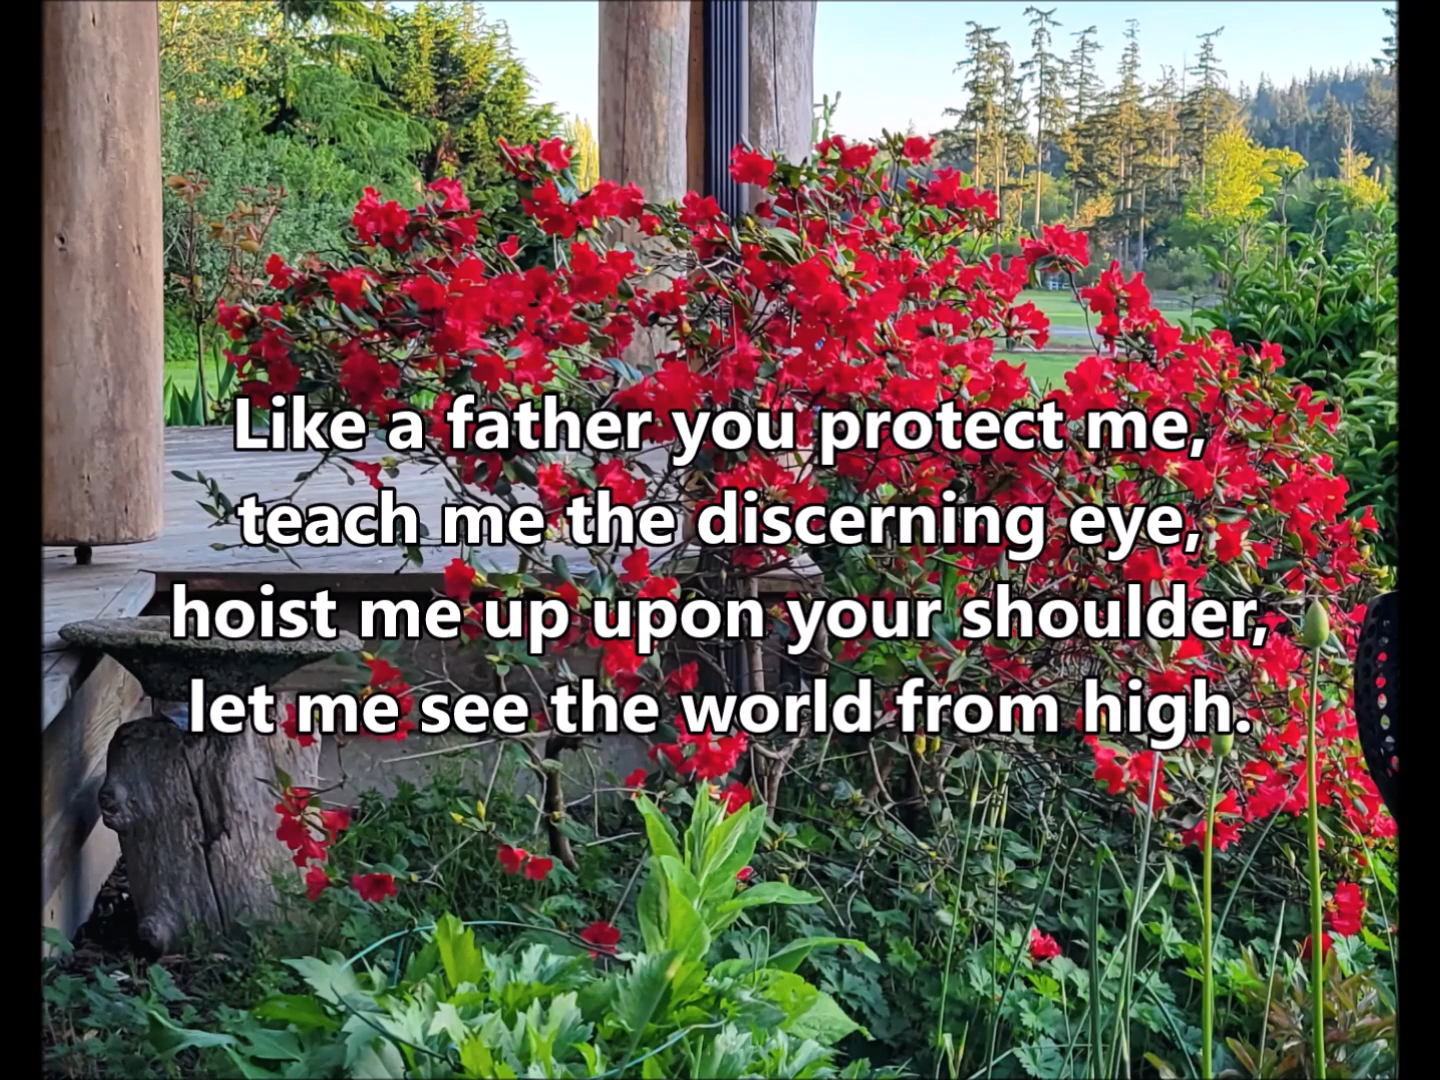 Like a father you protect me,
teach me the discerning eye,
hoist me up upon your shoulder,
let me see the world from high.